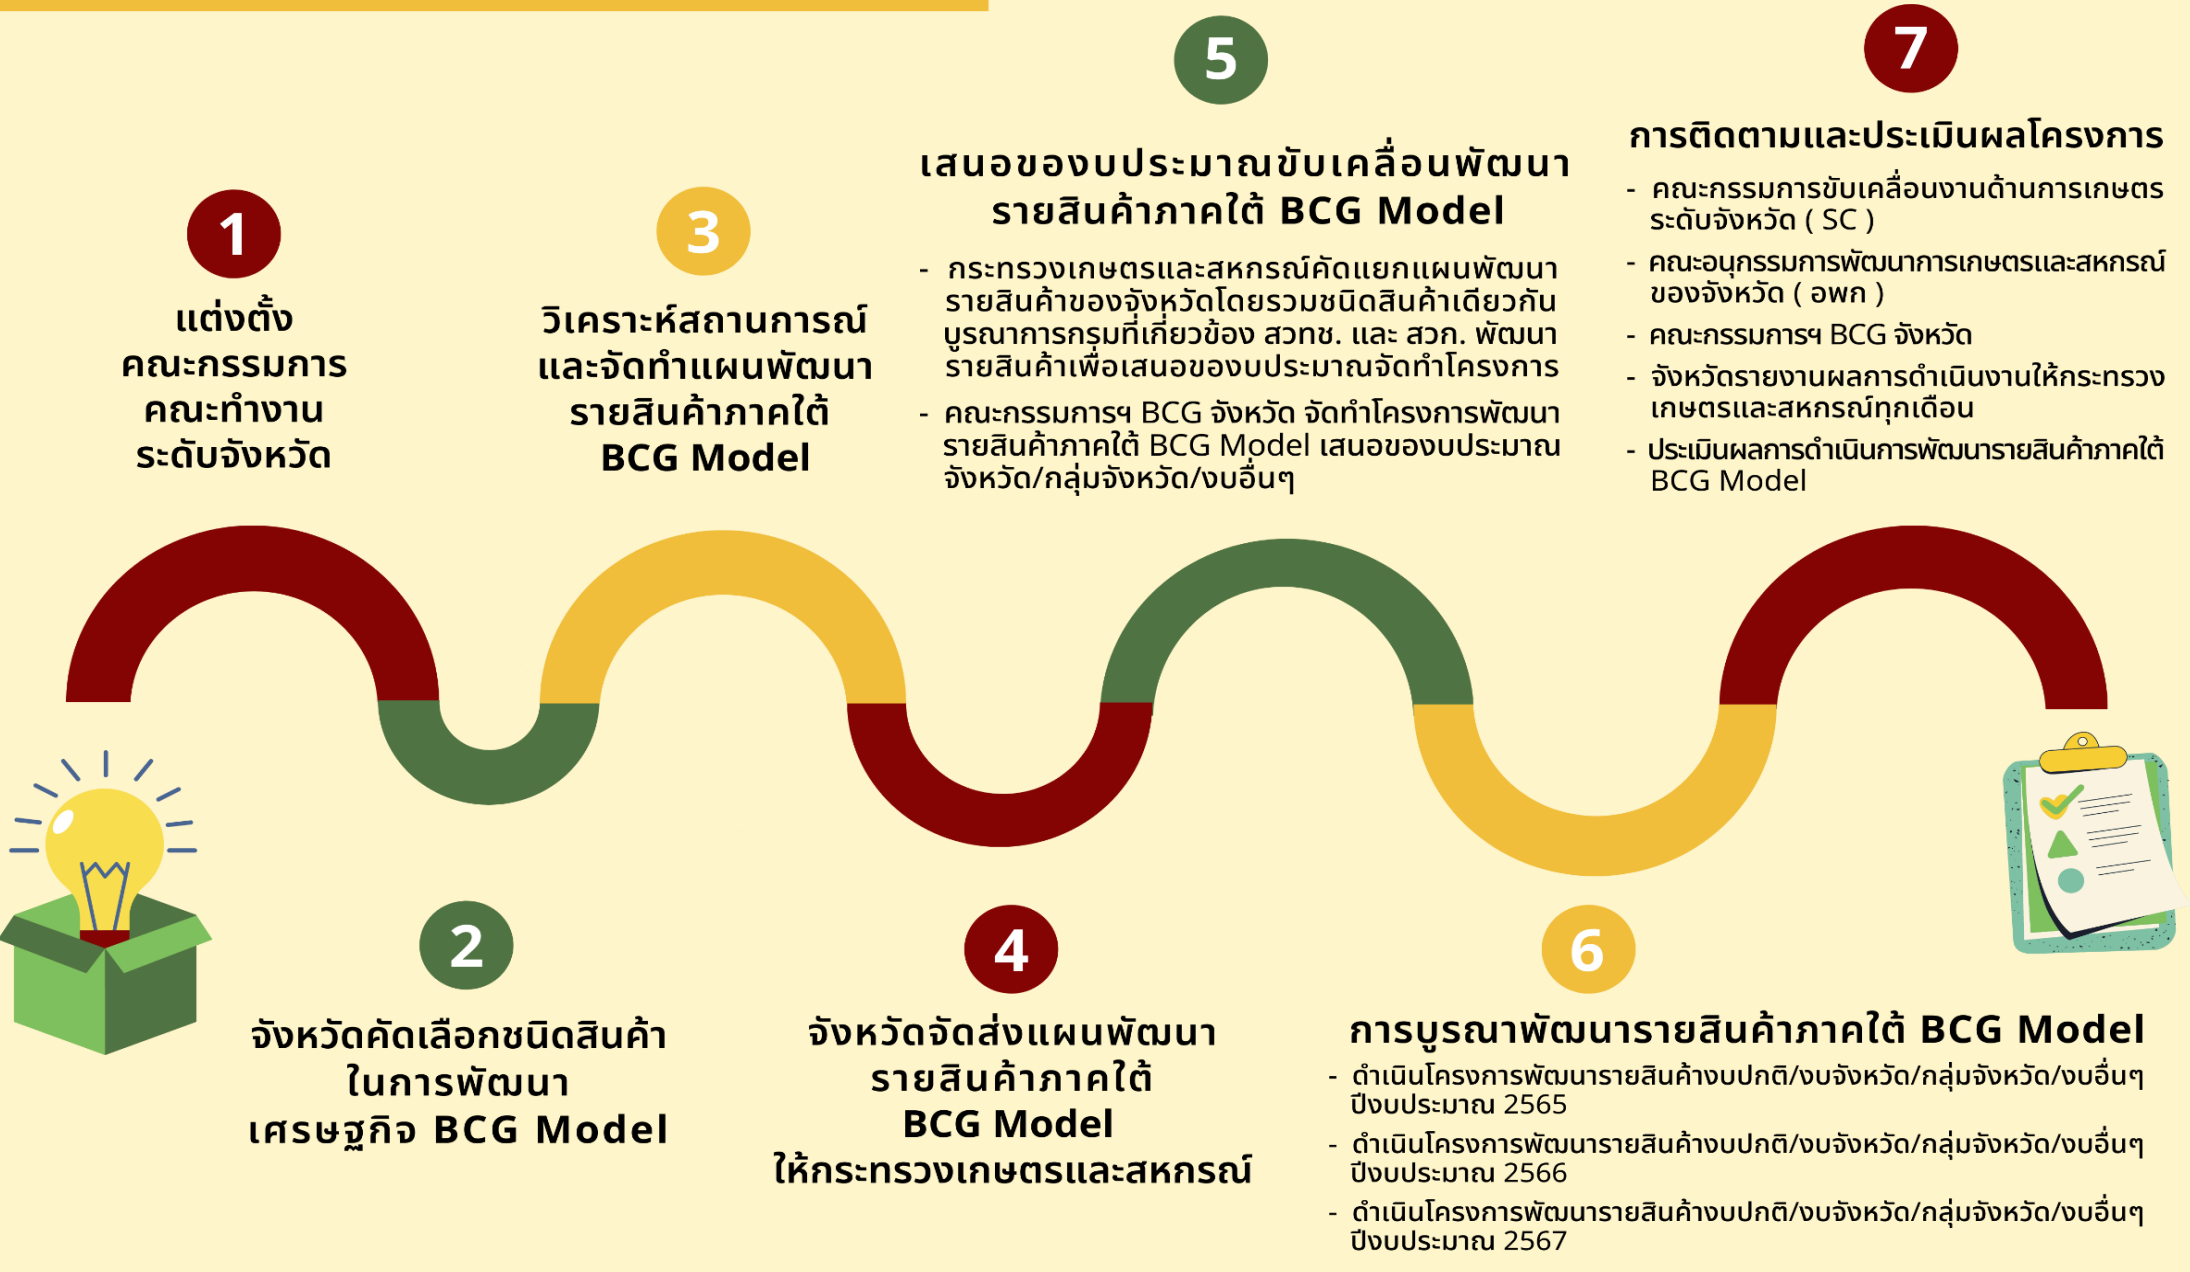 1
แต่งตั้ง
คณะกรรมการ
คณะทำงาน
ระดับจังหวัด
2
จังหวัดคัดเลือกชนิดสินค้า
ในการพัฒนา
เศรษฐกิจ BCG Model
3
วิเคราะห์สถานการณ์
และจัดทำแผนพัฒนา
รายสินค้าภาคใต้
BCG Model
4
จังหวัดจัดส่งแผนพัฒนา
รายสินค้าภาคใต้
BCG Model
ให้กระทรวงเกษตรและสหกรณ์
5
เสนอของบประมาณขับเคลื่อนพัฒนา
รายสินค้าภาคใต้ BCG Model
- กระทรวงเกษตรและสหกรณ์คัดแยกแผนพัฒนา
รายสินค้าของจังหวัดโดยรวมชนิดสินค้าเดียวกัน
บูรณาการกรมที่เกี่ยวข้อง สวทช. และ สวก. พัฒนา
รายสินค้าเพื่อเสนอของบประมาณจัดทำโครงการ
- คณะกรรมการฯ BCG จังหวัด จัดทำโครงการพัฒนา
รายสินค้าภาคใต้ BCG Model เสนอของบประมาณ
จังหวัด/กลุ่มจังหวัด/งบอื่นๆ
6
การบูรณาพัฒนารายสินค้าภาคใต้ BCG Model
- ดำเนินโครงการพัฒนารายสินค้างบปกติ/งบจังหวัด/กลุ่มจังหวัด/งบอื่นๆ
ปีงบประมาณ 2565
- ดำเนินโครงการพัฒนารายสินค้างบปกติ/งบจังหวัด/กลุ่มจังหวัด/งบอื่นๆ
ปีงบประมาณ 2566
- ดำเนินโครงการพัฒนารายสินค้างบปกติ/งบจังหวัด/กลุ่มจังหวัด/งบอื่นๆ
ปีงบประมาณ 2567
7
การติดตามและประเมินผลโครงการ
- คณะกรรมการขับเคลื่อนงานด้านการเกษตร
ระดับจังหวัด ( SC )
- คณะอนุกรรมการพัฒนาการเกษตรและสหกรณ์
ของจังหวัด ( อพก )
- คณะกรรมการฯ BCG จังหวัด
- จังหวัดรายงานผลการดำเนินงานให้กระทรวง
เกษตรและสหกรณ์ทุกเดือน
- ประเมินผลการดำเนินการพัฒนารายสินค้าภาคใต้
BCG Model